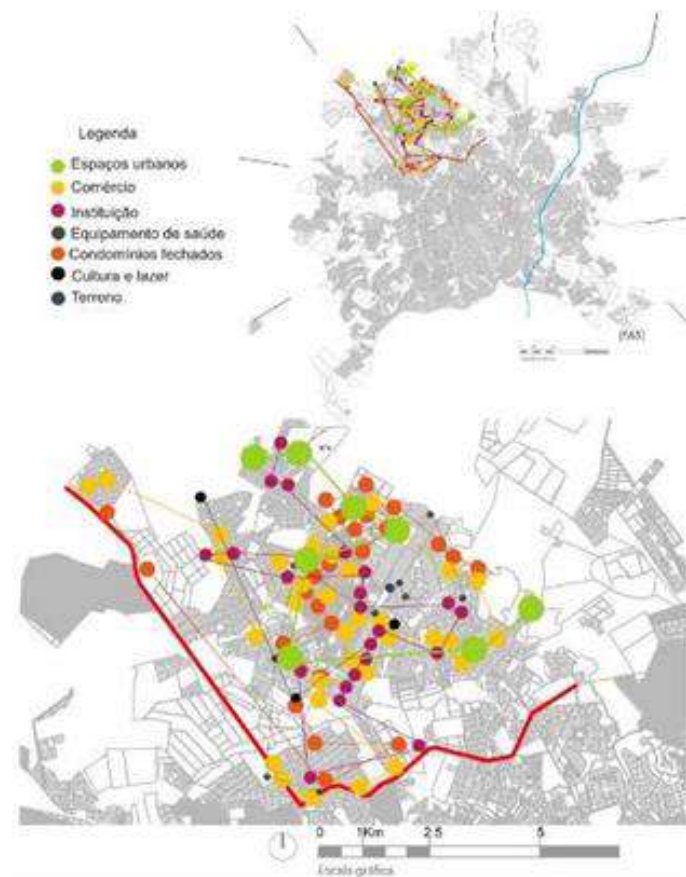 Legenda
Espaços urbanos
Comércio
Instituição
Equipamento de saúde
Condomínios fechados
Cultura e lazer
Terreno
0 1Km 2.5 5
Escala gráfica